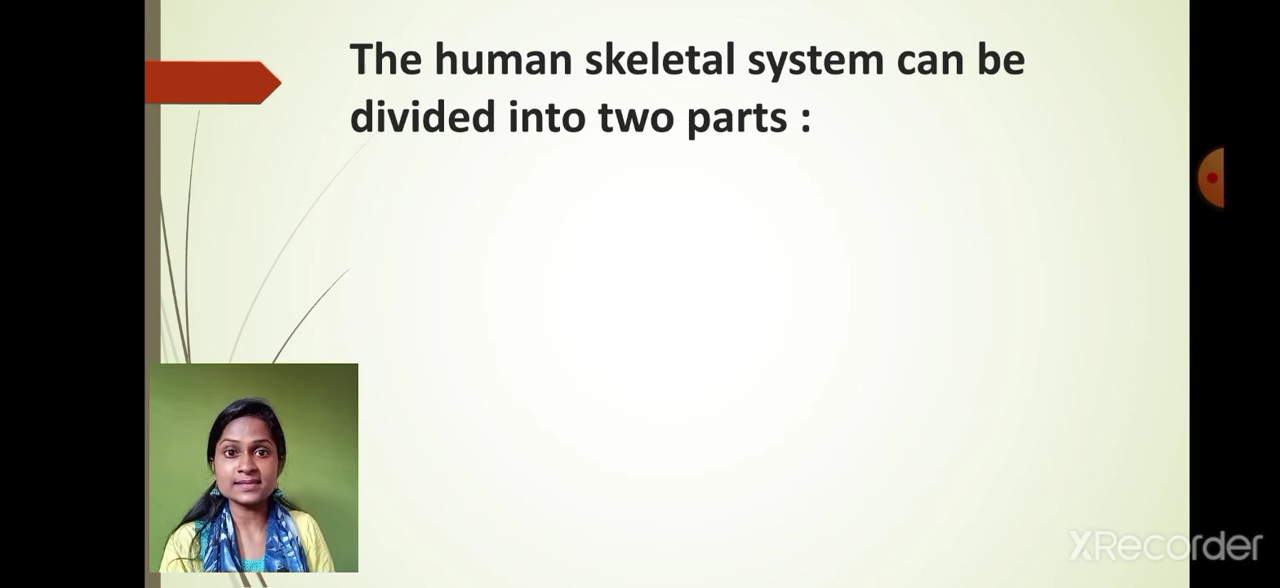 The human skeletal system can be
divided into two parts :
XRecorder